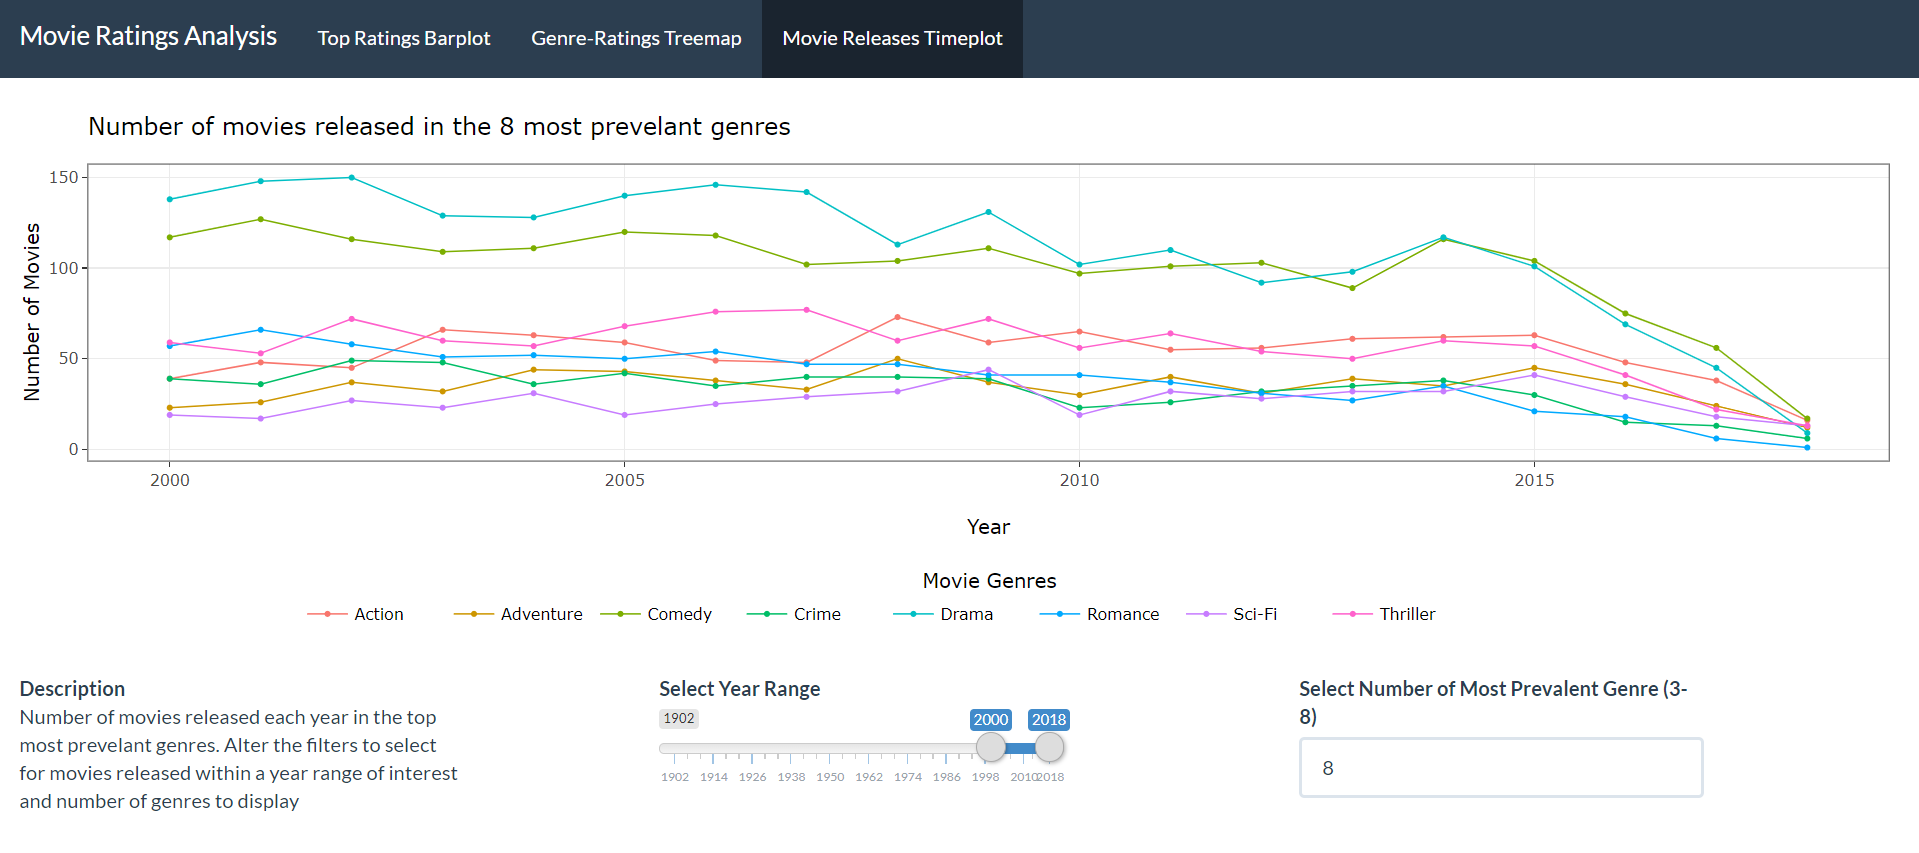 Movie Ratings Analysis Top Ratings Barplot Genre-Ratings Treemap Movie Releases Timeplot
Number of movies released in the 8 most prevelant genres
Number of Movies
150
100
50
0
2000 2005 2010 2015
Year
Movie Genres
Action Adventure Comedy Crime Drama Romance Sci-Fi Thriller
Description
Number of movies released each year in the top
most prevelant genres. Alter the filters to select
for movies released within a year range of interest
and number of genres to display
Select Year Range
1902 2000 2018
1902 1914 1926 1938 1950 1962 1974 1986 1998 2010 2018
Select Number of Most Prevalent Genre (3-
8)
8